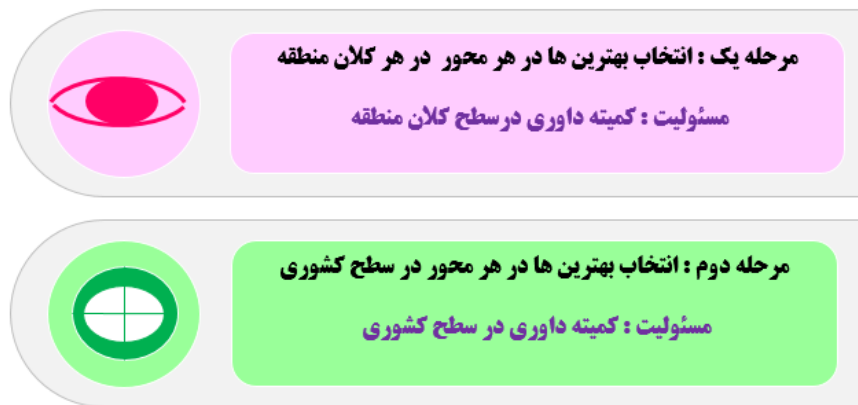 مرحله یک : انتخاب بهترین ها در هر محور در هر کلان منطقه
مسئولیت : کمیته داوری درسطح کلان منطقه
مرحله دوم : انتخاب بهترین ها در هر محور در سطح کشوری
مسئولیت : کمیته داوری در سطح کشوری